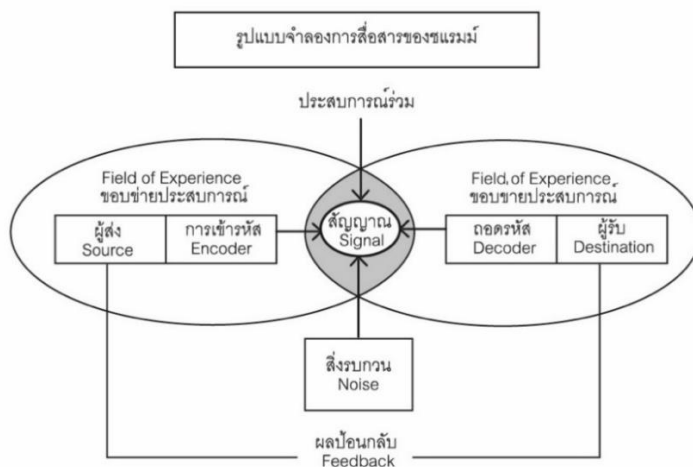 รูปแบบจำลองการสื่อสารของชแรมม์
ประสบการณ์ร่วม
Field of Experience
ขอบข่ายประสบการณ์
ผู้ส่ง
Source
การเข้ารหัส
Encoder
สัญญาณ
Signal
Field of Experience
ขอบขายประสบการณ์
ถอดรหัส
Decoder
ผู้รับ
Destination
สิ่งรบกวน
Noise
ผลป้อนกลับ
Feedback